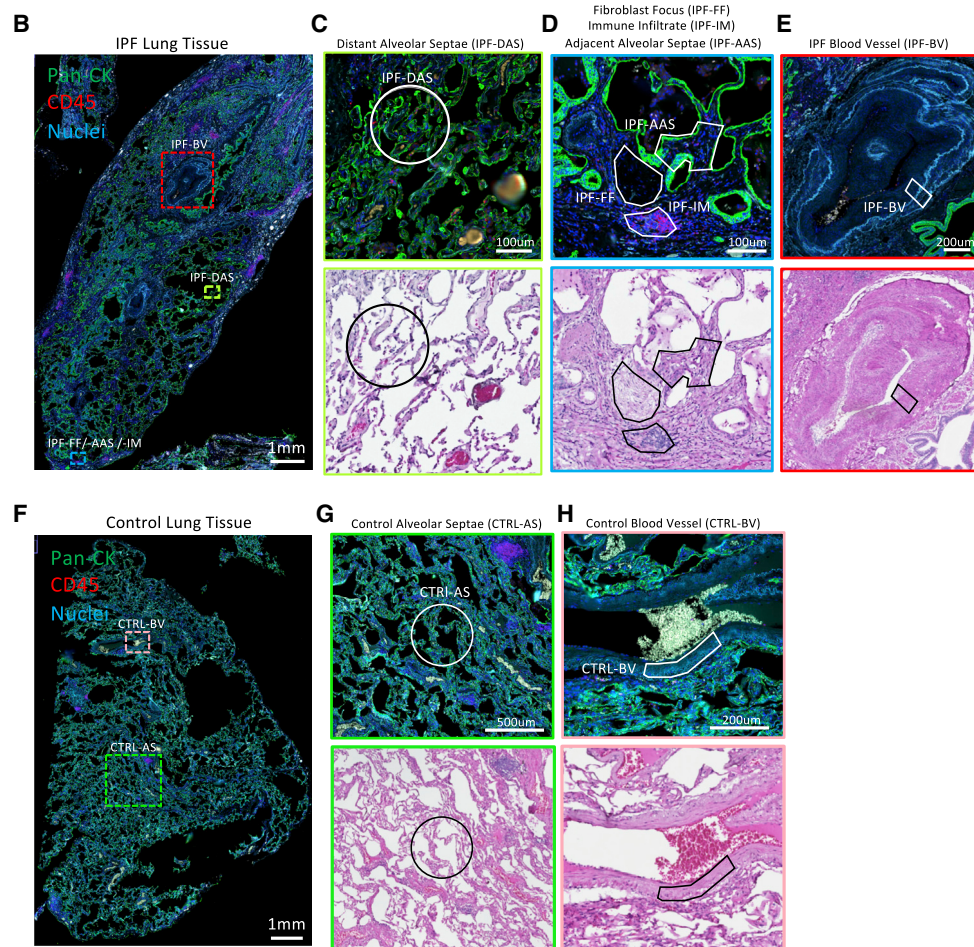 B
IPF Lung Tissue
Pan-CK
CD45
Nuclei
IPF-BV
IPF-DAS
IPF-FF/-AAS /-IM
1mm
C
Distant Alveolar Septae (IPF-DAS)
IPF-DAS
100um
D
Fibroblast Focus (IPF-FF)
Immune Infiltrate (IPF-IM)
Adjacent Alveolar Septae (IPF-AAS)
IPF-AAS
IPF-FF
IPF-IM
100um
E
IPF Blood Vessel (IPF-BV)
IPF-BV
200um
F
Control Lung Tissue
Pan-CK
CD45
Nuclei
CTRL-BV
CTRL-AS
1mm
G
Control Alveolar Septae (CTRL-AS)
CTRl-AS
500um
H
Control Blood Vessel (CTRL-BV)
CTRL-BV
200um